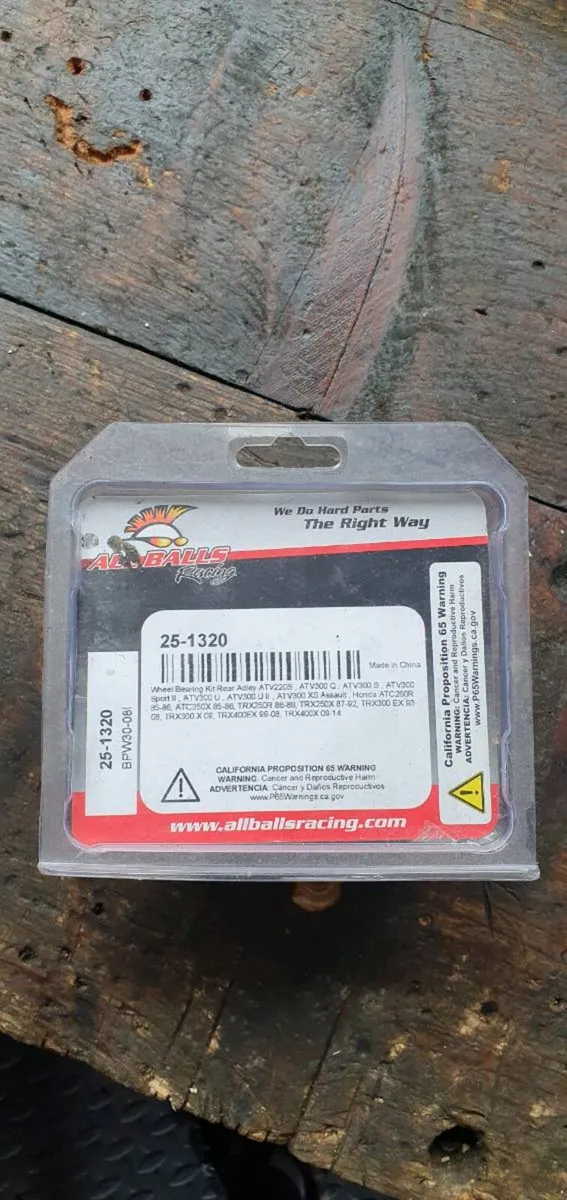 We Do Hard Parts
The Right Way
ALL BALLS
Racing
25-1320
Made in China
Wheel Bearing Kit Rear Adley ATV220S , ATV300 Q , ATV300 S , ATV300
Sport II , ATV300 U , ATV300 U II , ATV300 XS Assault , Honda ATC250R
85-86, ATC350X 85-86, TRX250R 86-89, TRX250X 87-92, TRX300 EX 93-
08, TRX300 X 09, TRX400EX 99-08, TRX400X 09-14
CALIFORNIA PROPOSITION 65 WARNING
WARNING: Cancer and Reproductive Harm
ADVERTENCIA: Cáncer y Daños Reproductivos
www.P65Warnings.ca.gov
25-1320
BPW30-08I
California Proposition 65 Warning
WARNING: Cancer and Reproductive Harm
ADVERTENCIA: Cáncer y Daños Reproductivos
www.P65Warnings.ca.gov
www.allballsracing.com